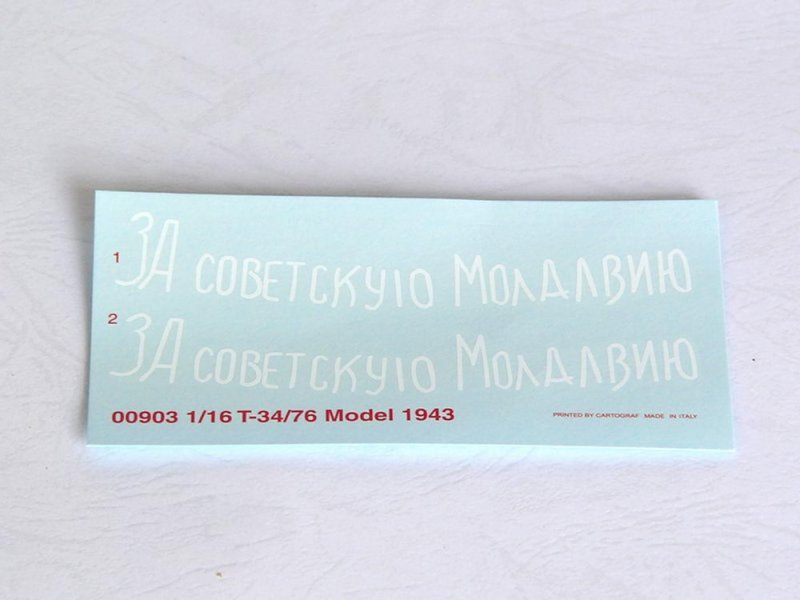 1 ЗА СОВЕТСКУЮ МОЛДАВИЮ
2 ЗА СОВЕТСКУЮ МОЛДАВИЮ
00903 1/16 T-34/76 Model 1943
PRINTED BY CARTOGRAF MADE IN ITALY